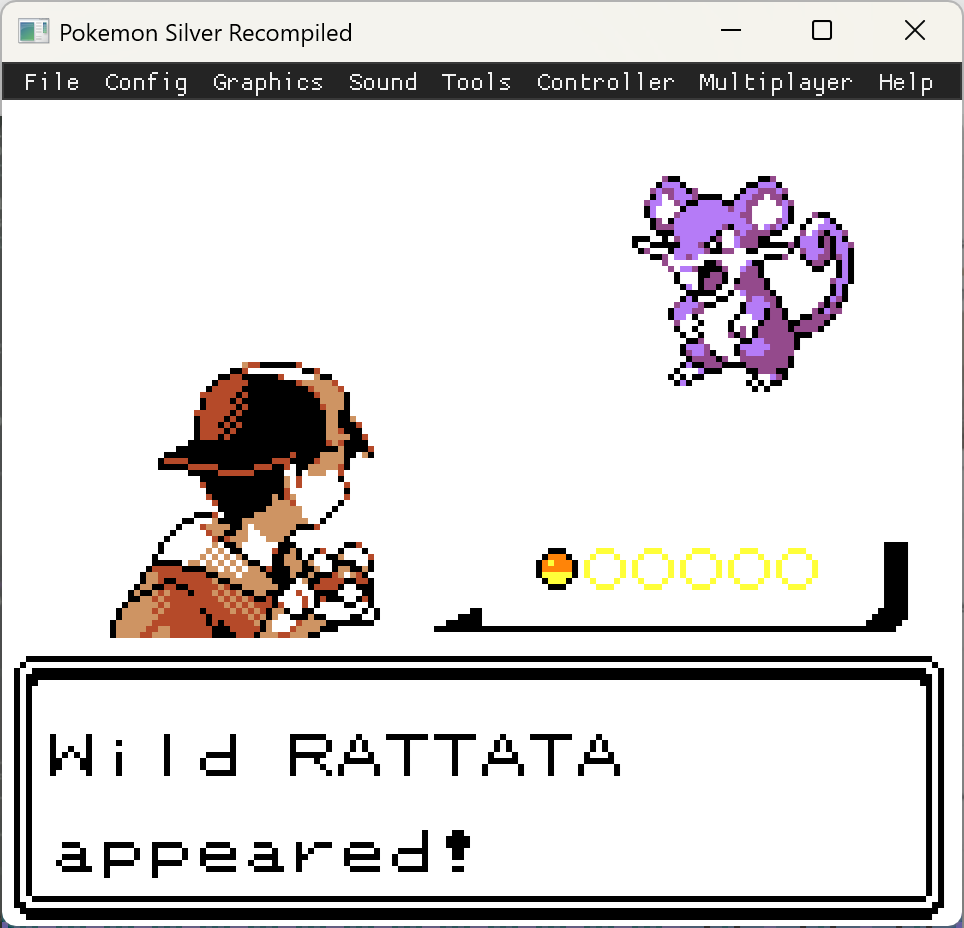 Pokemon Silver Recompiled
File Config Graphics Sound Tools Controller Multiplayer Help
Wild RATTATA
appeared!